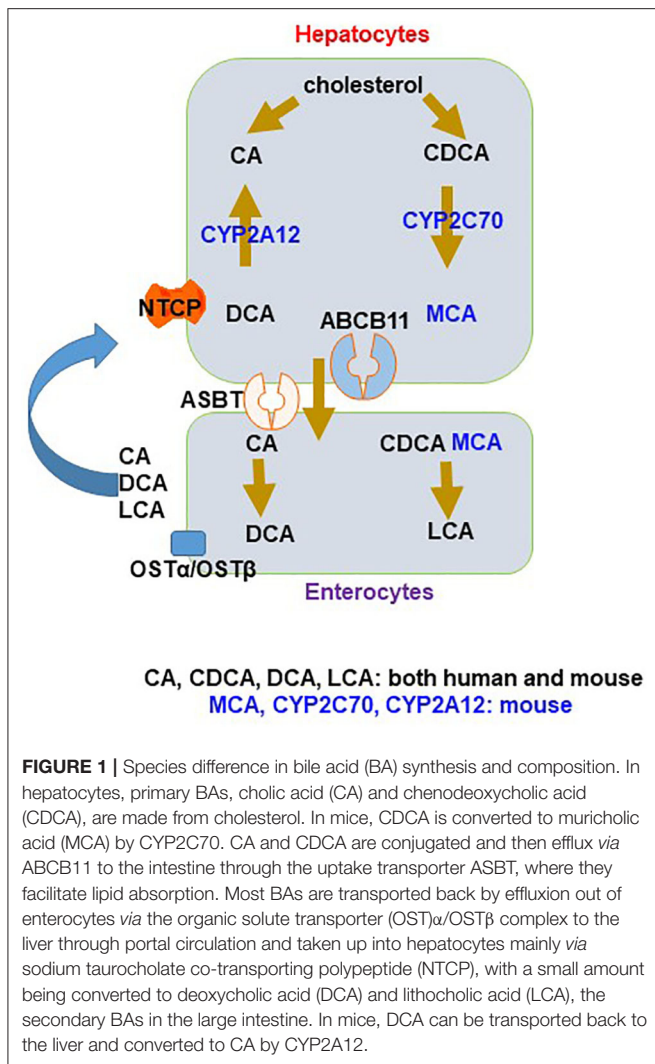 Hepatocytes
cholesterol
CA
CDCA
CYP2A12
CYP2C70
NTCP
DCA
ABCB11
MCA
ASBT
CA
CDCA MCA
CA
DCA
LCA
DCA
LCA
OSTα/OSTβ
Enterocytes
CA, CDCA, DCA, LCA: both human and mouse
MCA, CYP2C70, CYP2A12: mouse
FIGURE 1 | Species difference in bile acid (BA) synthesis and composition. In
hepatocytes, primary BAs, cholic acid (CA) and chenodeoxycholic acid
(CDCA), are made from cholesterol. In mice, CDCA is converted to muricholic
acid (MCA) by CYP2C70. CA and CDCA are conjugated and then efflux via
ABCB11 to the intestine through the uptake transporter ASBT, where they
facilitate lipid absorption. Most BAs are transported back by effluxion out of
enterocytes via the organic solute transporter (OST)α/OSTβ complex to the
liver through portal circulation and taken up into hepatocytes mainly via
sodium taurocholate co-transporting polypeptide (NTCP), with a small amount
being converted to deoxycholic acid (DCA) and lithocholic acid (LCA), the
secondary BAs in the large intestine. In mice, DCA can be transported back to
the liver and converted to CA by CYP2A12.